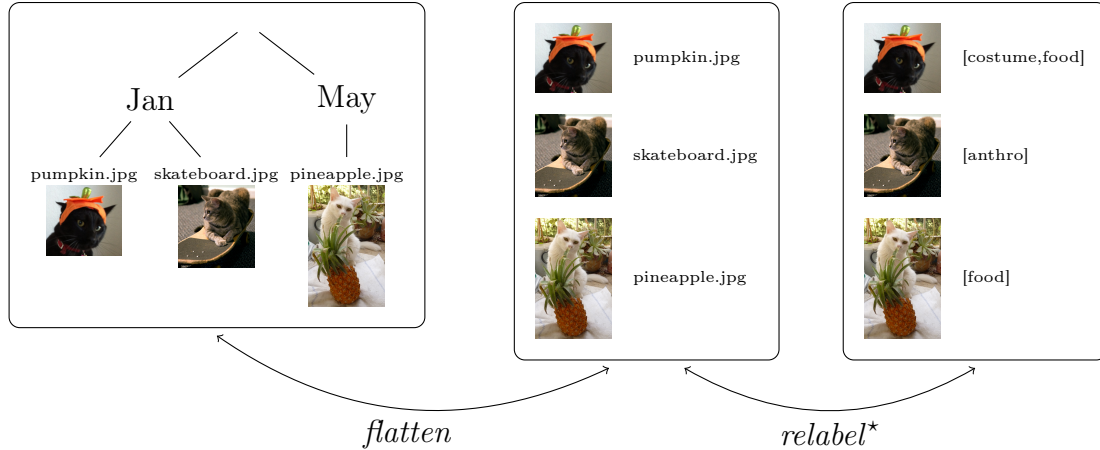 Jan
May
pumpkin.jpg
skateboard.jpg
pineapple.jpg
pumpkin.jpg
skateboard.jpg
pineapple.jpg
[costume,food]
[anthro]
[food]
flatten
relabel⋆